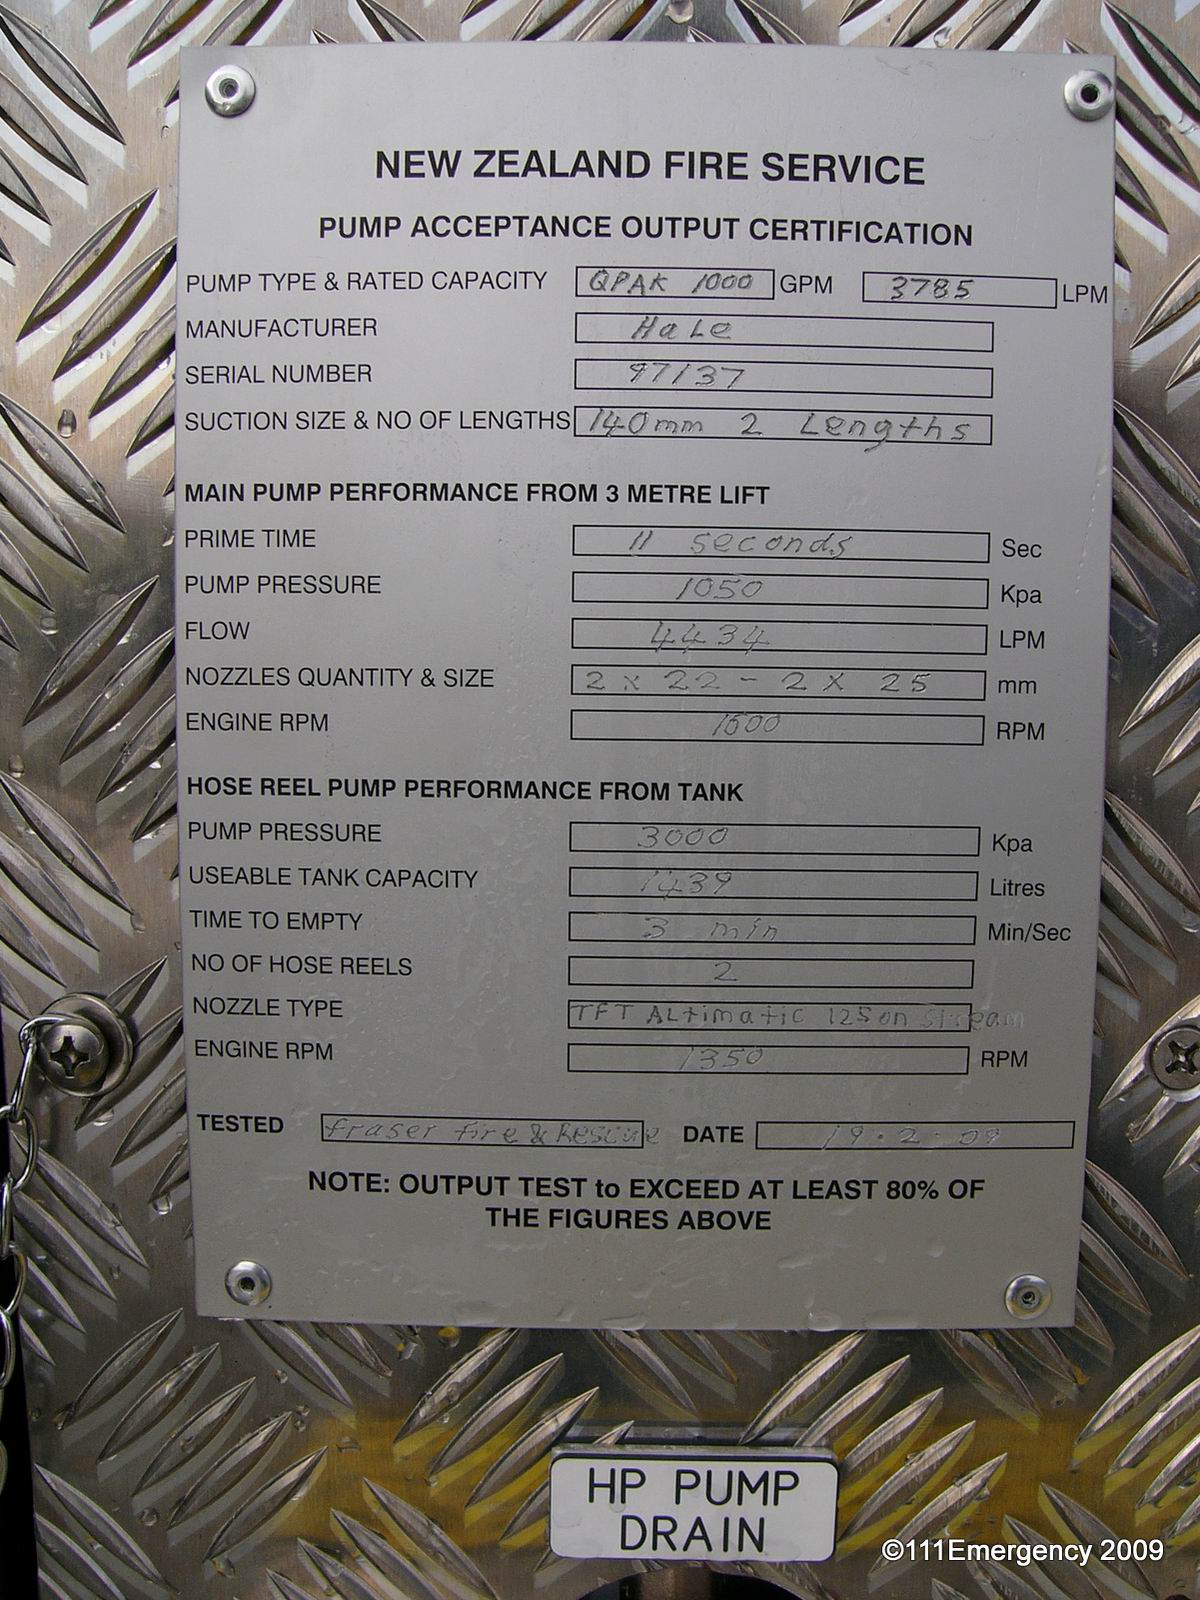 NEW ZEALAND FIRE SERVICE
PUMP ACCEPTANCE OUTPUT CERTIFICATION
PUMP TYPE & RATED CAPACITY QPAK 1000 GPM 3785 LPM
MANUFACTURER HaLe
SERIAL NUMBER 97137
SUCTION SIZE & NO OF LENGTHS 140mm 2 Lengths
MAIN PUMP PERFORMANCE FROM 3 METRE LIFT
PRIME TIME 11 seconds Sec
PUMP PRESSURE 1050 Kpa
FLOW 4434 LPM
NOZZLES QUANTITY & SIZE 2 x 22 - 2 x 25 mm
ENGINE RPM RPM
HOSE REEL PUMP PERFORMANCE FROM TANK
PUMP PRESSURE 3000 Kpa
USEABLE TANK CAPACITY 1439 Litres
TIME TO EMPTY 3 min Min/Sec
NO OF HOSE REELS 2
NOZZLE TYPE TFT ALtimatic 125 on stream
ENGINE RPM 1350 RPM
TESTED fraser fire & Rescue DATE 19.2.09
NOTE: OUTPUT TEST to EXCEED AT LEAST 80% OF
THE FIGURES ABOVE
HP PUMP
DRAIN
©111Emergency 2009